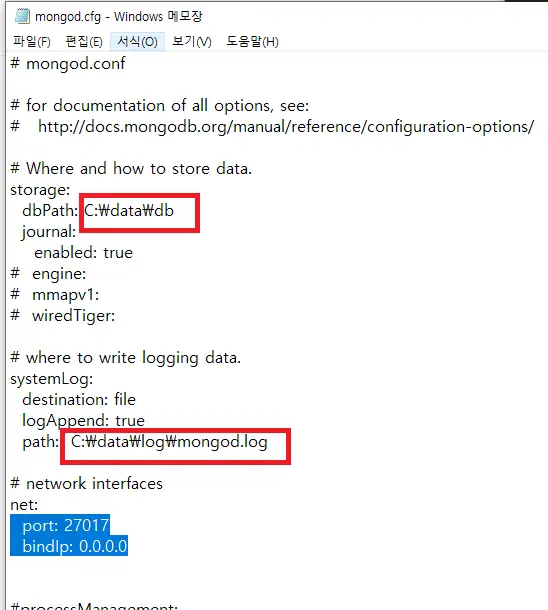 mongod.cfg - Windows 메모장
파일(F) 편집(E) 서식(O) 보기(V) 도움말(H)
# mongod.conf
# for documentation of all options, see:
#   http://docs.mongodb.org/manual/reference/configuration-options/
# Where and how to store data.
storage:
  dbPath: C:₩data₩db
  journal:
    enabled: true
#  engine:
#  mmapv1:
#  wiredTiger:
# where to write logging data.
systemLog:
  destination: file
  logAppend: true
  path:  C:₩data₩log₩mongod.log
# network interfaces
net:
  port: 27017
  bindIp: 0.0.0.0
#processManagement: